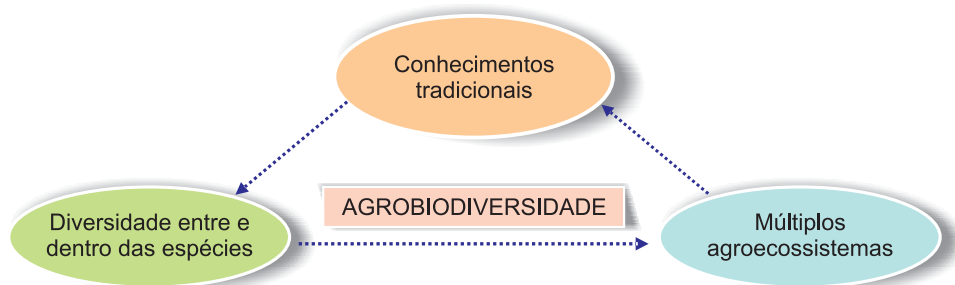 Conhecimentos
tradicionais
AGROBIODIVERSIDADE
Diversidade entre e
dentro das espécies
Múltiplos
agroecossistemas